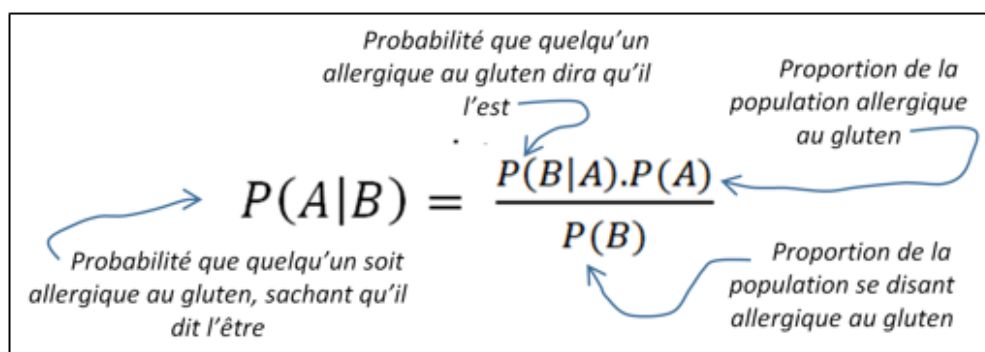 Probabilité que quelqu'un
allergique au gluten dira qu'il
l'est
Proportion de la
population allergique
au gluten
P(A|B) = P(B|A).P(A)
P(B)
Probabilité que quelqu'un soit
allergique au gluten, sachant qu'il
dit l'être
Proportion de la
population se disant
allergique au gluten